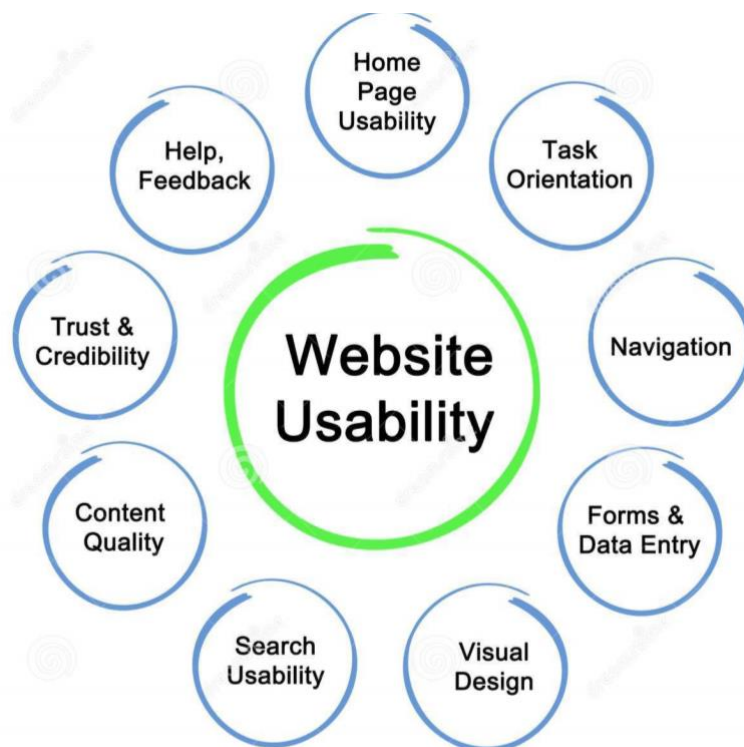 Home
Page
Usability
Task
Orientation
Navigation
Forms &
Data Entry
Visual
Design
Search
Usability
Content
Quality
Trust &
Credibility
Help,
Feedback
Website
Usability